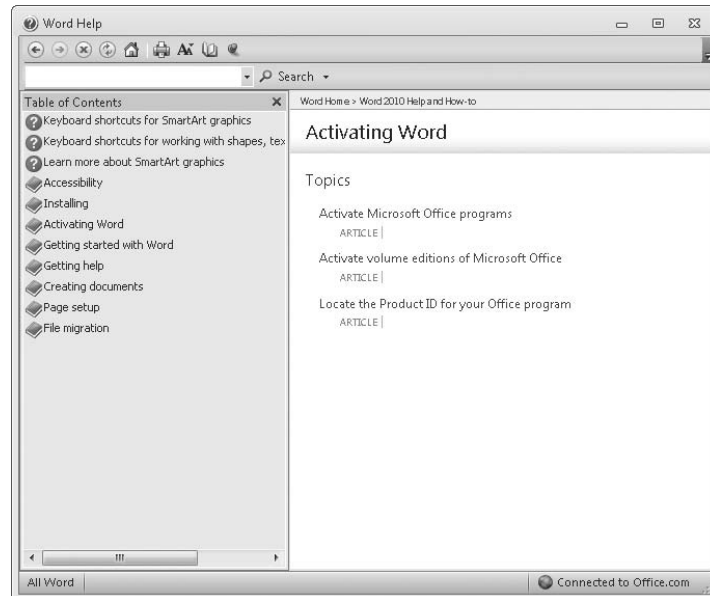 Word Help
Search
Table of Contents
Keyboard shortcuts for SmartArt graphics
Keyboard shortcuts for working with shapes, tex
Learn more about SmartArt graphics
Accessibility
Installing
Activating Word
Getting started with Word
Getting help
Creating documents
Page setup
File migration
Word Home > Word 2010 Help and How-to
Activating Word
Topics
Activate Microsoft Office programs
ARTICLE |
Activate volume editions of Microsoft Office
ARTICLE |
Locate the Product ID for your Office program
ARTICLE |
All Word
Connected to Office.com